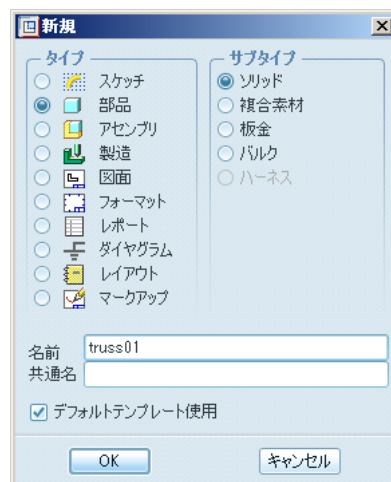 新規
タイプ
スケッチ
部品
アセンブリ
製造
図面
フォーマット
レポート
ダイヤグラム
レイアウト
マークアップ
サブタイプ
ソリッド
複合素材
板金
バルク
ハーネス
名前 truss01
共通名
デフォルトテンプレート使用
OK キャンセル